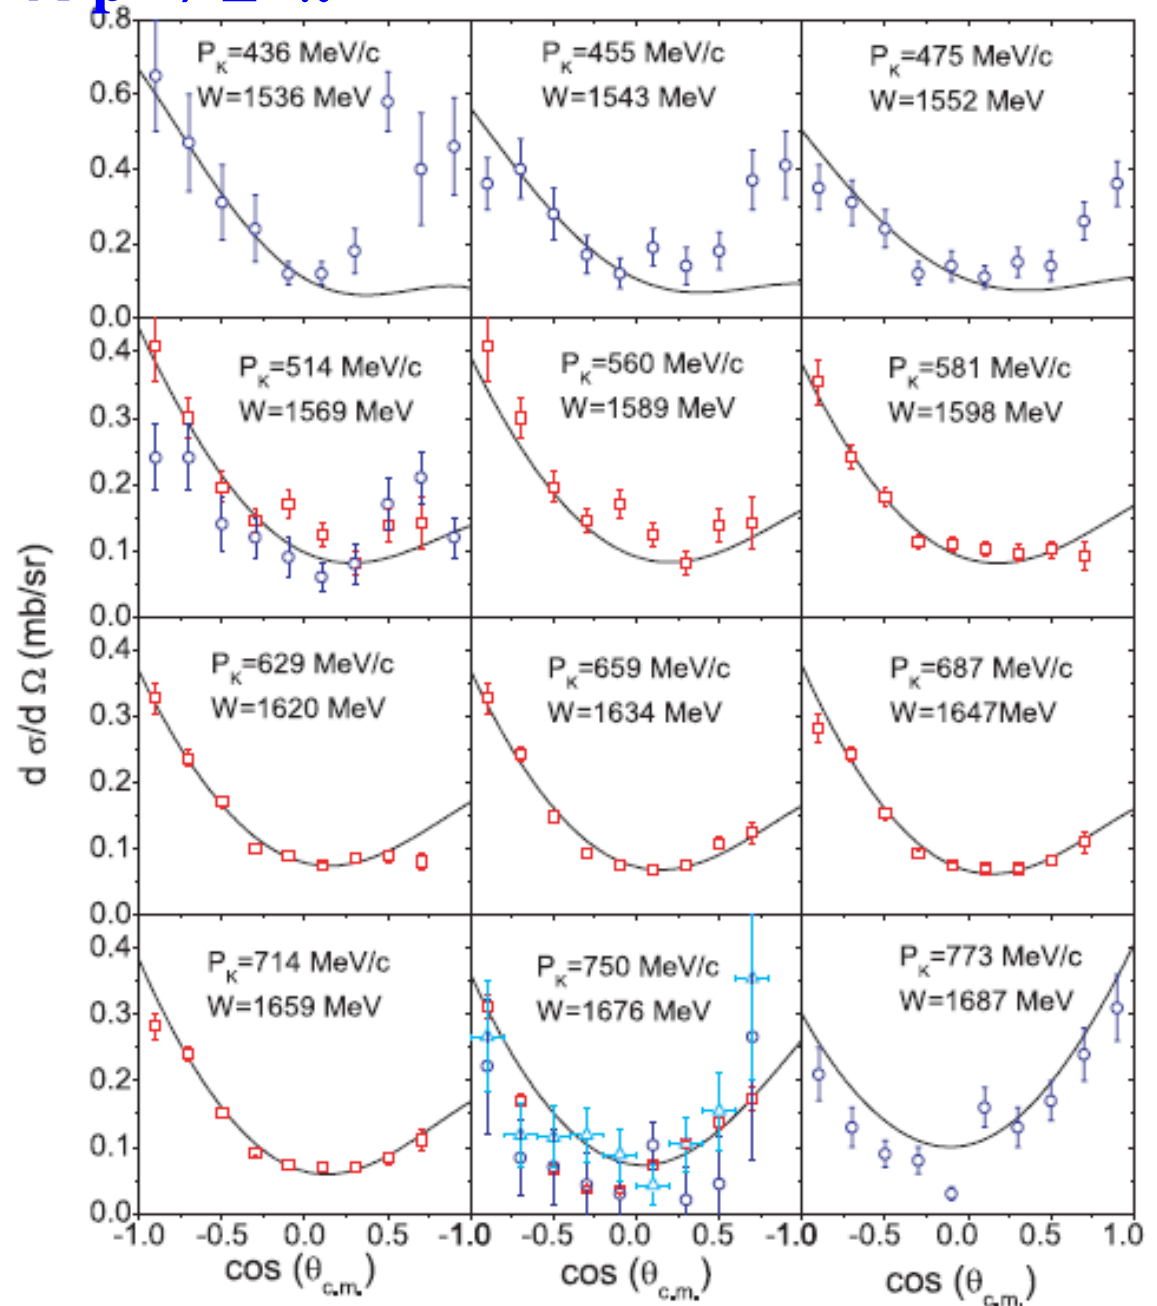 0.8
0.6
0.4
0.2
0.0
P_K=436 MeV/c
W=1536 MeV
P_K=455 MeV/c
W=1543 MeV
P_K=475 MeV/c
W=1552 MeV
0.4
0.3
0.2
0.1
0.0
P_K=514 MeV/c
W=1569 MeV
P_K=560 MeV/c
W=1589 MeV
P_K=581 MeV/c
W=1598 MeV
d σ/d Ω (mb/sr)
0.4
0.3
0.2
0.1
0.0
P_K=629 MeV/c
W=1620 MeV
P_K=659 MeV/c
W=1634 MeV
P_K=687 MeV/c
W=1647MeV
0.4
0.3
0.2
0.1
0.0
P_K=714 MeV/c
W=1659 MeV
P_K=750 MeV/c
W=1676 MeV
P_K=773 MeV/c
W=1687 MeV
-1.0 -0.5 0.0 0.5 -1.0 -0.5 0.0 0.5 -1.0 -0.5 0.0 0.5 1.0
cos (θ_c.m.) cos (θ_c.m.) cos (θ_c.m.)